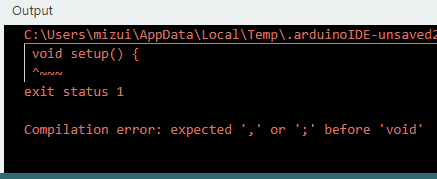 Output
C:\Users\mizui\AppData\Local\Temp\.arduinoIDE-unsaved2
void setup() {
^~~~
exit status 1
Compilation error: expected ',' or ';' before 'void'